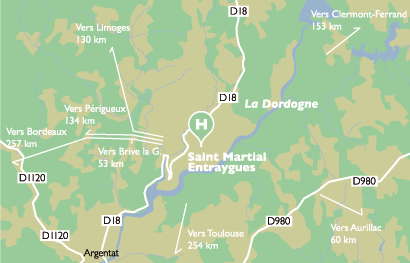 Vers Limoges
130 km
D18
Vers Clermont-Ferrand
153 km
D18
La Dordogne
Vers Périgueux
134 km
H
Vers Bordeaux
257 km
Vers Brive la G.
53 km
Saint Martial
Entraygues
D1120
D980
D18
D980
Vers Aurillac
60 km
D1120
Vers Toulouse
254 km
Argentat